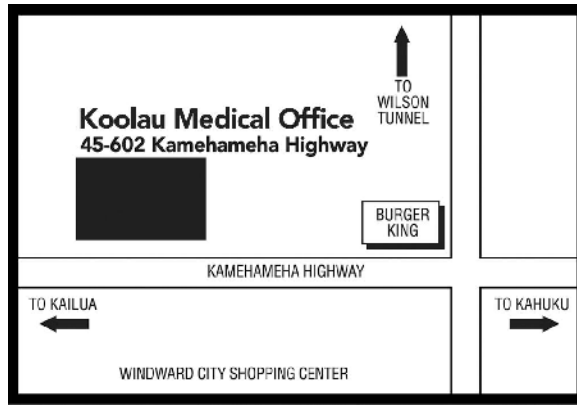 TO
WILSON
TUNNEL
Koolau Medical Office
45-602 Kamehameha Highway
BURGER
KING
KAMEHAMEHA HIGHWAY
TO KAILUA
TO KAHUKU
WINDWARD CITY SHOPPING CENTER